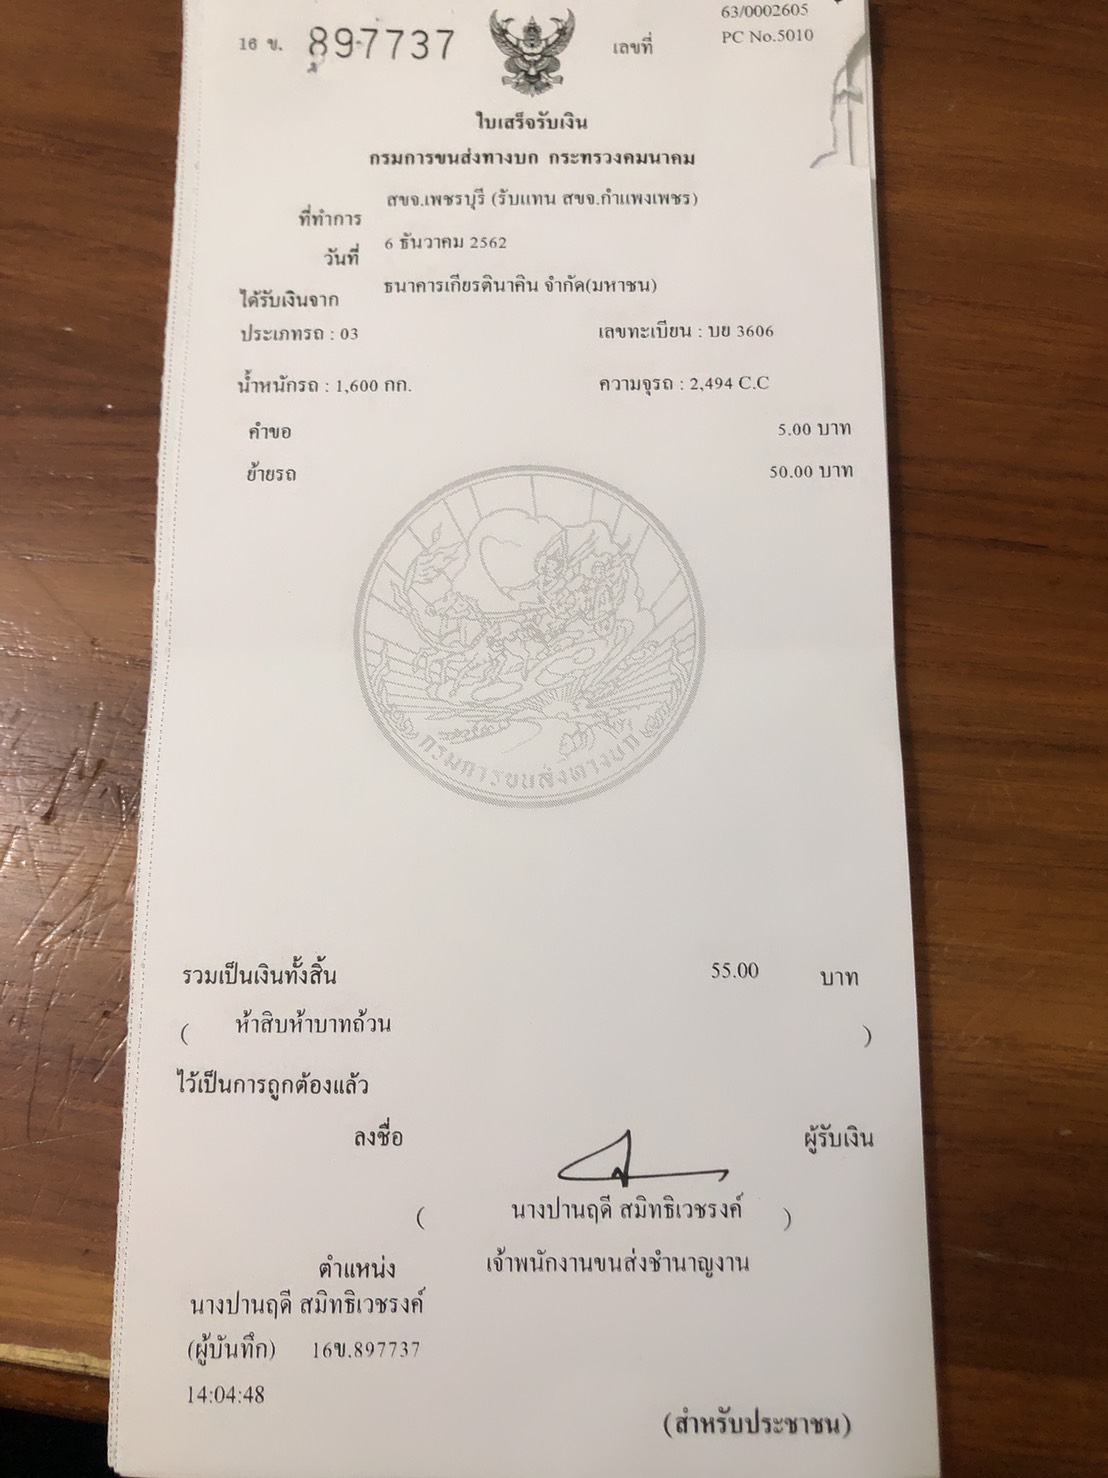 63/0002605
16 ข. 897737 เลขที่ PC No.5010
ใบเสร็จรับเงิน
กรมการขนส่งทางบก กระทรวงคมนาคม
ที่ทำการ สขจ.เพชรบุรี (รับแทน สขจ.กำแพงเพชร)
วันที่ 6 ธันวาคม 2562
ได้รับเงินจาก ธนาคารเกียรตินาคิน จำกัด(มหาชน)
ประเภทรถ : 03 เลขทะเบียน : บย 3606
น้ำหนักรถ : 1,600 กก. ความจุรถ : 2,494 C.C
คำขอ 5.00 บาท
ย้ายรถ 50.00 บาท
กรมการขนส่งทางบก
รวมเป็นเงินทั้งสิ้น 55.00 บาท
( ห้าสิบห้าบาทถ้วน )
ไว้เป็นการถูกต้องแล้ว
ลงชื่อ ผู้รับเงิน
( นางปานฤดี สมิทธิเวชรงค์ )
ตำแหน่ง เจ้าพนักงานขนส่งชำนาญงาน
นางปานฤดี สมิทธิเวชรงค์
(ผู้บันทึก) 16ข.897737
14:04:48
(สำหรับประชาชน)